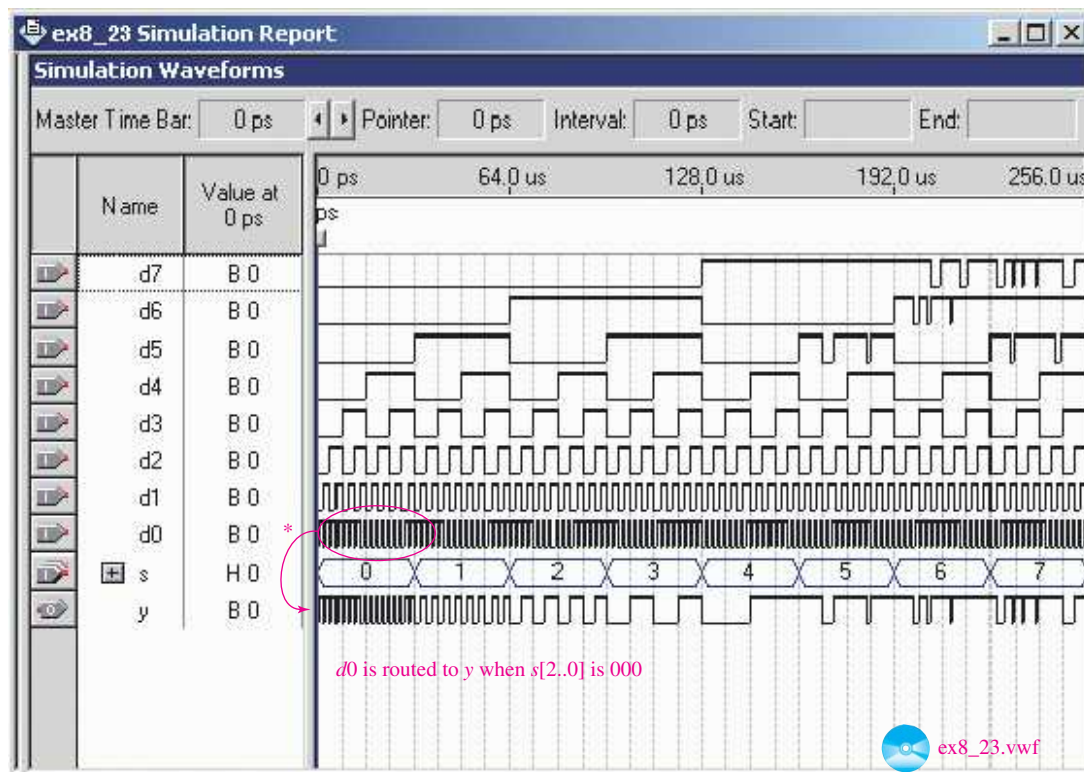 ex8_23 Simulation Report
Simulation Waveforms
Master Time Bar: 0 ps Pointer: 0 ps Interval: 0 ps Start: End:
Name Value at 0 ps
0 ps 64.0 us 128.0 us 192.0 us 256.0 us
ps
d7 B 0
d6 B 0
d5 B 0
d4 B 0
d3 B 0
d2 B 0
d1 B 0
* d0 B 0
s H 0 0 1 2 3 4 5 6 7
y B 0
d0 is routed to y when s[2..0] is 000
ex8_23.vwf